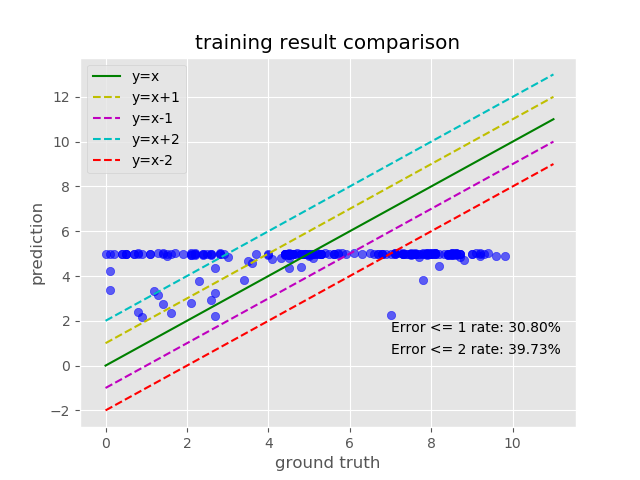 training result comparison
y=x
y=x+1
y=x-1
y=x+2
y=x-2
12
10
8
6
4
2
0
−2
prediction
Error <= 1 rate: 30.80%
Error <= 2 rate: 39.73%
0 2 4 6 8 10
ground truth